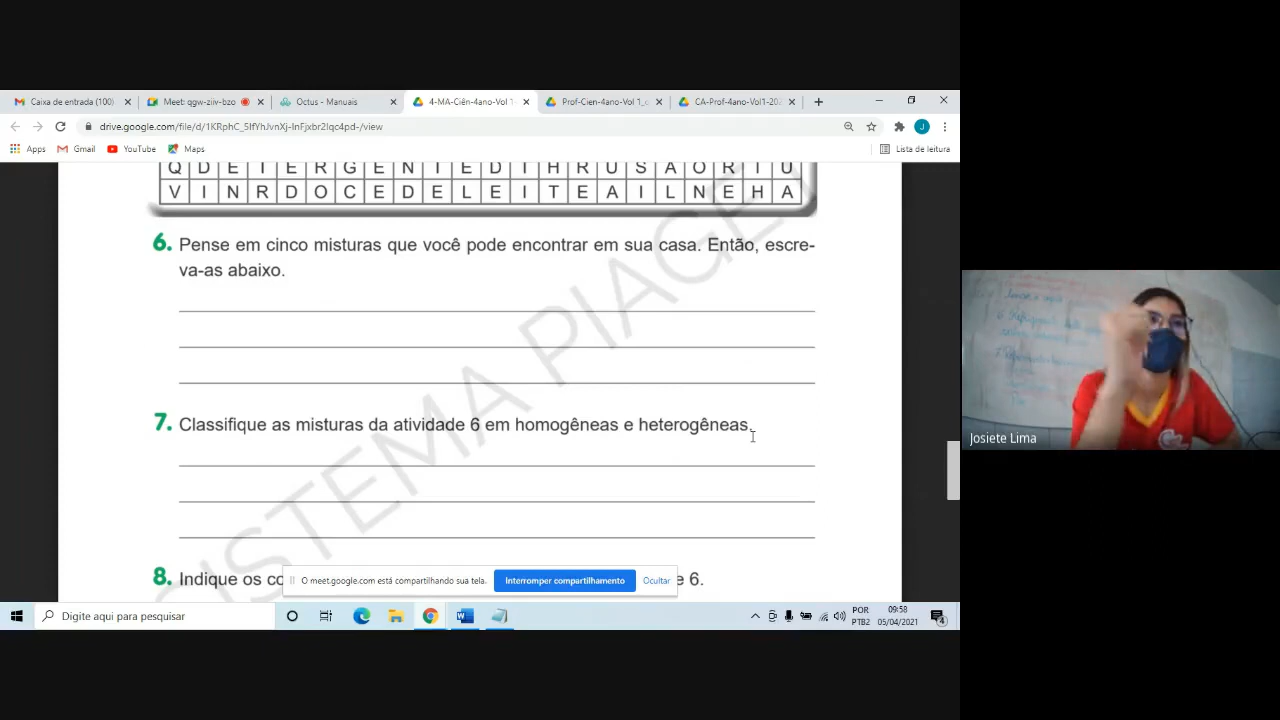 Caixa de entrada (100)
Meet: qgw-ziiv-bzo
Octus - Manuais
4-MA-Ciên-4ano-Vol 1
Prof-Cien-4ano-Vol 1_
CA-Prof-4ano-Vol1-20
drive.google.com/file/d/1KRphC_5IfYhJvnXj-InFjxbr2lqc4pd-/view
Apps
Gmail
YouTube
Maps
Lista de leitura
Q D E T E R G E N T E D I H R U S A O R I U
V I N R D O C E D E L E I T E A I L N E H A
6. Pense em cinco misturas que você pode encontrar em sua casa. Então, escre-
va-as abaixo.
7. Classifique as misturas da atividade 6 em homogêneas e heterogêneas.
8. Indique os co
e 6.
SISTEMA PIAGET
O meet.google.com está compartilhando sua tela.
Interromper compartilhamento
Ocultar
Josiete Lima
Digite aqui para pesquisar
POR
PTB2
09:58
05/04/2021
4